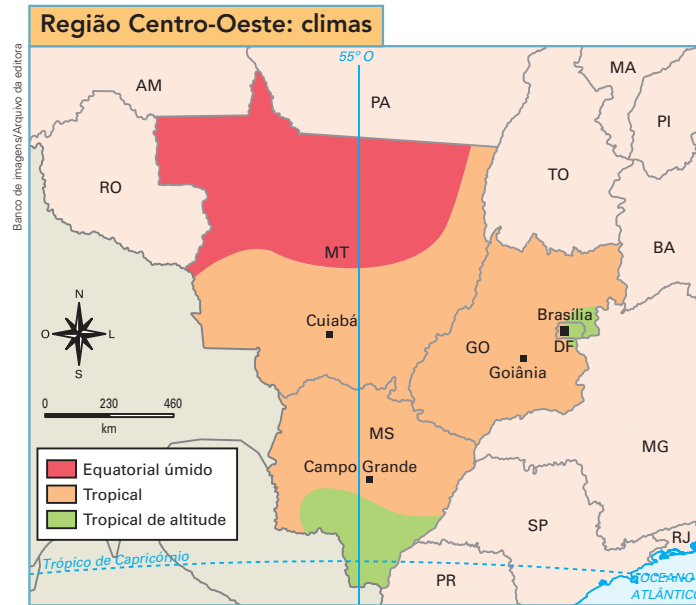 Região Centro-Oeste: climas
Banco de imagens/Arquivo da editora
55° O
AM
PA
MA
PI
RO
TO
BA
MT
Cuiabá
Brasília
DF
GO
Goiânia
N
O
L
S
0 230 460
km
MS
Campo Grande
MG
SP
RJ
PR
Equatorial úmido
Tropical
Tropical de altitude
Trópico de Capricórnio
OCEANO
ATLÂNTICO